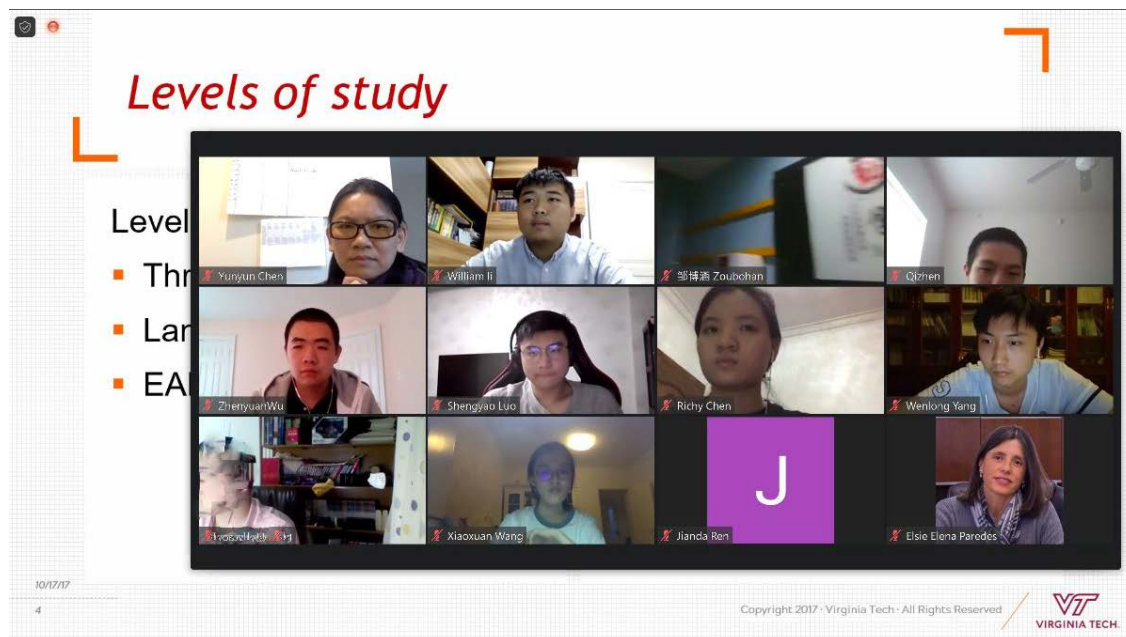 Levels of study
Level
Thr
Lan
EAP
Yunyun Chen
William li
邹博涵 Zoubohan
Qizhen
ZhenyuanWu
Shengyao Luo
Richy Chen
Wenlong Yang
Xiaoxuan Wang
J
Jianda Ren
Elsie Elena Paredes
10/17/17
4
Copyright 2017 · Virginia Tech · All Rights Reserved
VT
VIRGINIA TECH.